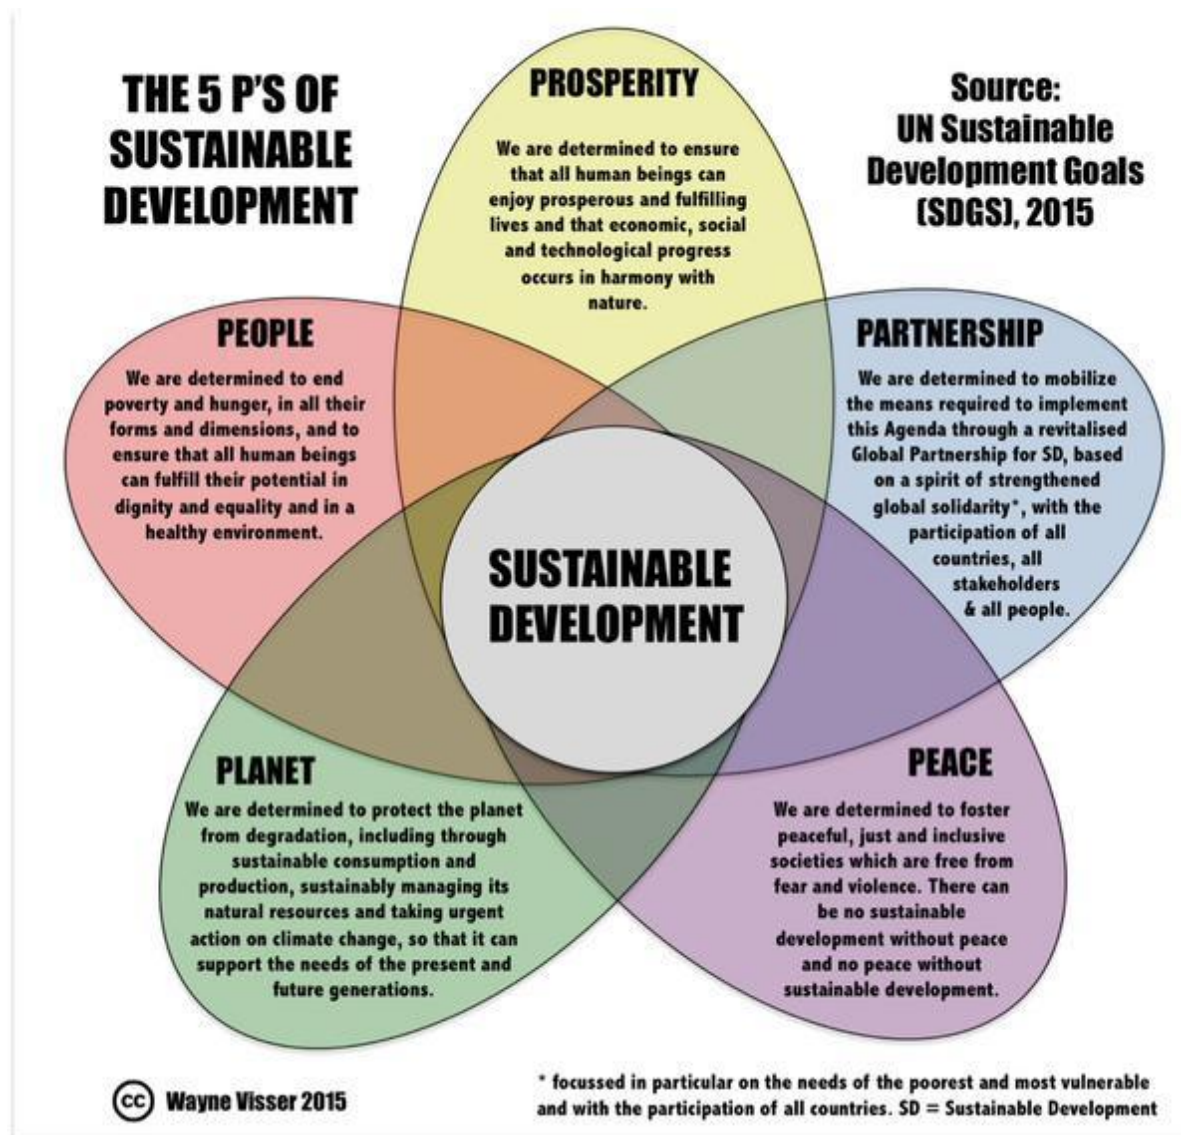 THE 5 P'S OF
SUSTAINABLE
DEVELOPMENT
PROSPERITY
We are determined to ensure
that all human beings can
enjoy prosperous and fulfilling
lives and that economic, social
and technological progress
occurs in harmony with
nature.
Source:
UN Sustainable
Development Goals
(SDGS), 2015
PEOPLE
We are determined to end
poverty and hunger, in all their
forms and dimensions, and to
ensure that all human beings
can fulfill their potential in
dignity and equality and in a
healthy environment.
PARTNERSHIP
We are determined to mobilize
the means required to implement
this Agenda through a revitalised
Global Partnership for SD, based
on a spirit of strengthened
global solidarity*, with the
participation of all
countries, all
stakeholders
& all people.
SUSTAINABLE
DEVELOPMENT
PLANET
We are determined to protect the planet
from degradation, including through
sustainable consumption and
production, sustainably managing its
natural resources and taking urgent
action on climate change, so that it can
support the needs of the present and
future generations.
PEACE
We are determined to foster
peaceful, just and inclusive
societies which are free from
fear and violence. There can
be no sustainable
development without peace
and no peace without
sustainable development.
cc Wayne Visser 2015
* focussed in particular on the needs of the poorest and most vulnerable
and with the participation of all countries. SD = Sustainable Development